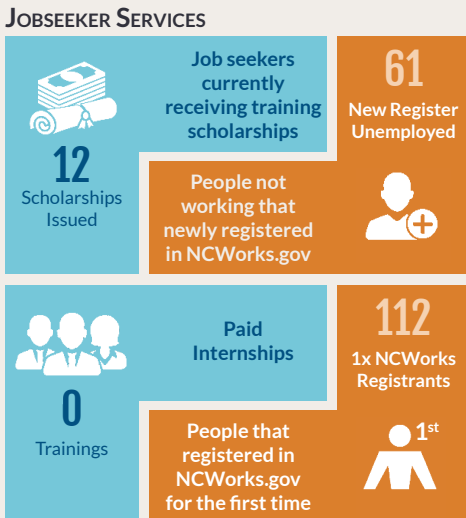 JOBSEEKER SERVICES
12
Scholarships
Issued
Job seekers
currently
receiving training
scholarships
61
New Register
Unemployed
People not
working that
newly registered
in NCWorks.gov
0
Trainings
Paid
Internships
112
1x NCWorks
Registrants
1st
People that
registered in
NCWorks.gov
for the first time